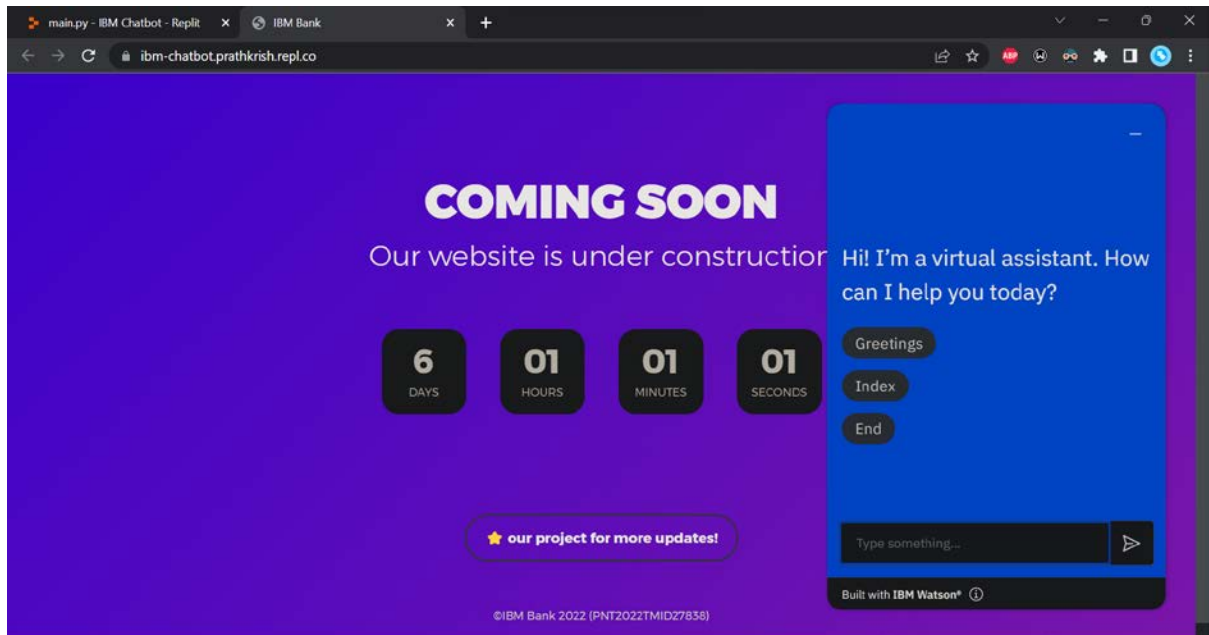 main.py - IBM Chatbot - Replit
IBM Bank
ibm-chatbot.prathkrish.repl.co
ABP
COMING SOON
Our website is under construction
6
DAYS
01
HOURS
01
MINUTES
01
SECONDS
⭐ our project for more updates!
©IBM Bank 2022 (PNT2022TMID27838)
Hi! I'm a virtual assistant. How
can I help you today?
Greetings
Index
End
Type something...
Built with IBM Watson®